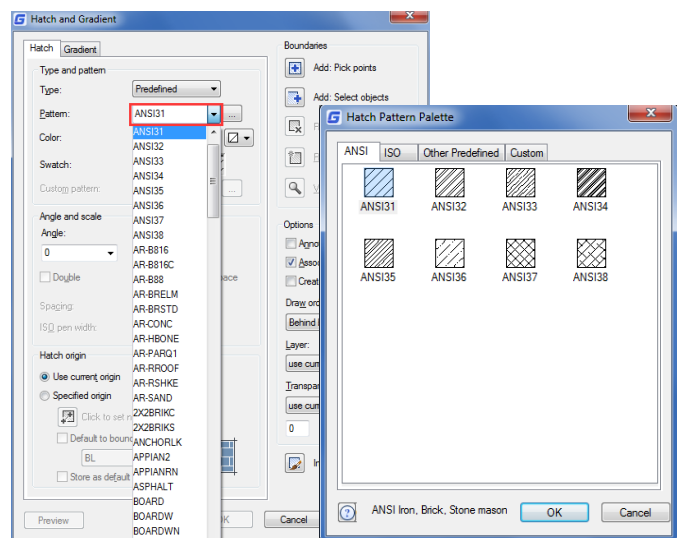 Hatch and Gradient
Hatch Gradient
Type and pattern
Type: Predefined
Pattern: ANSI31
Color:
Swatch:
Custom pattern:
Angle and scale
Angle:
0
Double
Spacing:
ISO pen width:
Hatch origin
Use current origin
Specified origin
Click to set
Default to
BL
Store as default
Preview
ANSI31
ANSI32
ANSI33
ANSI34
ANSI35
ANSI36
ANSI37
ANSI38
AR-B816
AR-B816C
AR-B88
AR-BRELM
AR-BRSTD
AR-CONC
AR-HBONE
AR-PARQ1
AR-RROOF
AR-RSHKE
AR-SAND
2X2BRIKC
2X2BRIKS
ANCHORLK
APPIAN2
APPIANRN
ASPHALT
BOARD
BOARDW
BOARDWN
Boundaries
Add: Pick points
Add: Select objects
Options
Draw
Behind
Layer:
use
use
0
Cancel
Hatch Pattern Palette
ANSI ISO Other Predefined Custom
ANSI31 ANSI32 ANSI33 ANSI34
ANSI35 ANSI36 ANSI37 ANSI38
ANSI Iron, Brick, Stone mason OK Cancel